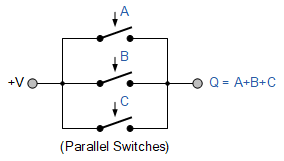 A
B
+V
Q = A+B+C
C
(Parallel Switches)